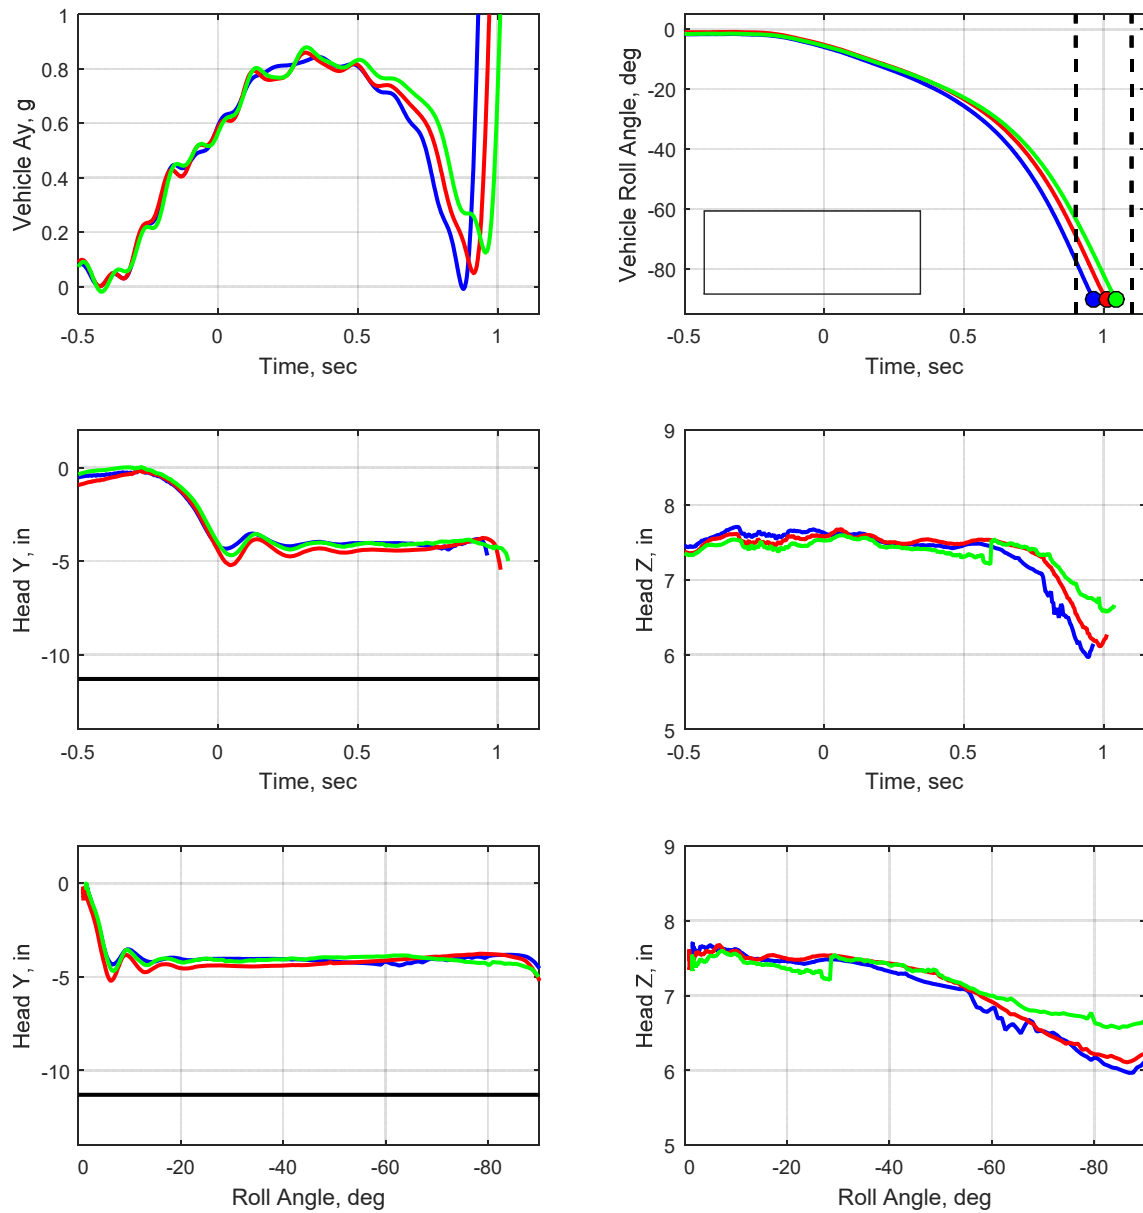 1
0.8
0.6
0.4
0.2
0
Vehicle Ay, g
-0.5 0 0.5 1
Time, sec
0
-20
-40
-60
-80
Vehicle Roll Angle, deg
-0.5 0 0.5 1
Time, sec
0
-5
-10
Head Y, in
-0.5 0 0.5 1
Time, sec
9
8
7
6
5
Head Z, in
-0.5 0 0.5 1
Time, sec
0
-5
-10
Head Y, in
0 -20 -40 -60 -80
Roll Angle, deg
9
8
7
6
5
Head Z, in
0 -20 -40 -60 -80
Roll Angle, deg